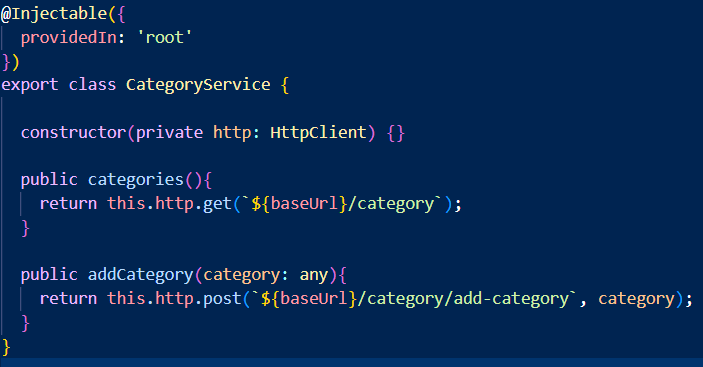 @Injectable({
  providedIn: 'root'
})
export class CategoryService {
  constructor(private http: HttpClient) {}
  public categories(){
    return this.http.get(`${baseUrl}/category`);
  }
  public addCategory(category: any){
    return this.http.post(`${baseUrl}/category/add-category`, category);
  }
}